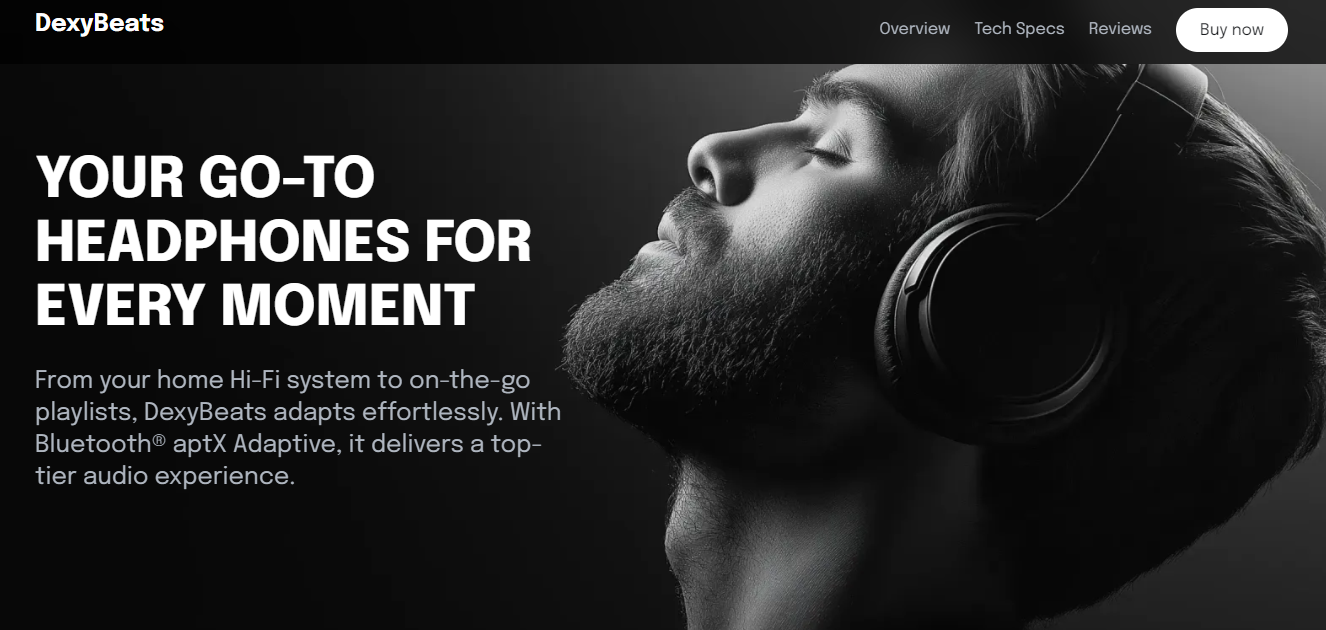 DexyBeats
Overview Tech Specs Reviews Buy now
YOUR GO-TO
HEADPHONES FOR
EVERY MOMENT
From your home Hi-Fi system to on-the-go
playlists, DexyBeats adapts effortlessly. With
Bluetooth® aptX Adaptive, it delivers a top-
tier audio experience.